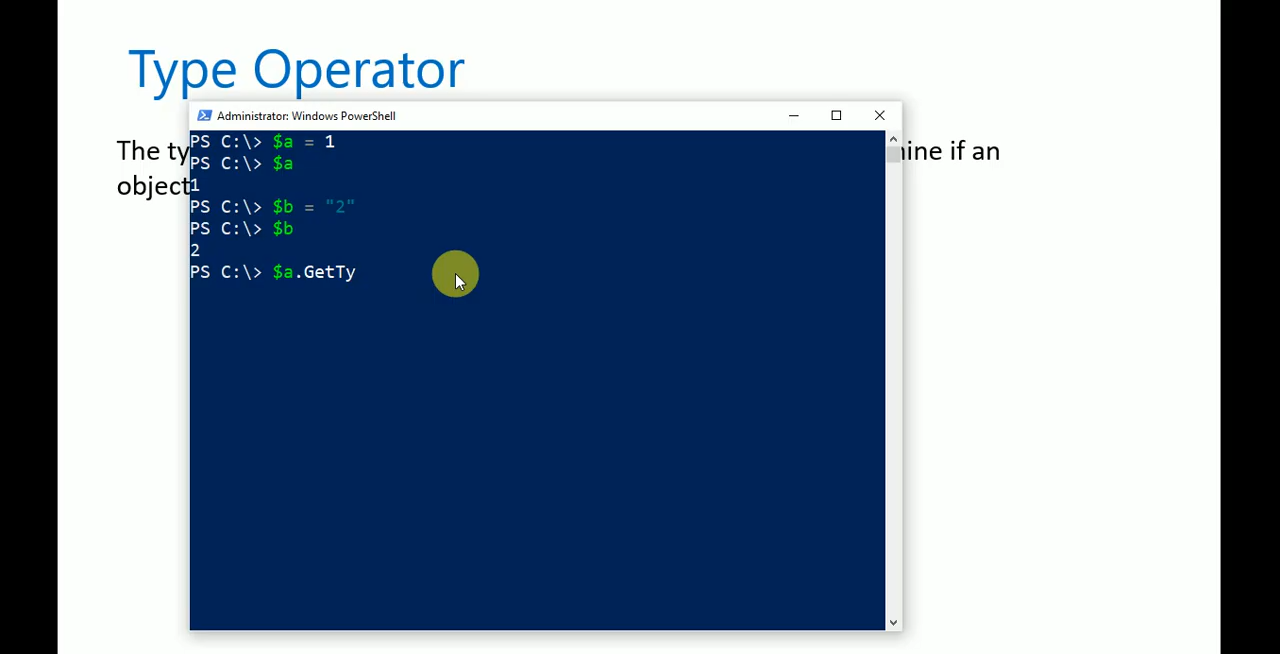 Type Operator
Administrator: Windows PowerShell
The ty
ine if an
object
PS C:\> $a = 1
PS C:\> $a
1
PS C:\> $b = "2"
PS C:\> $b
2
PS C:\> $a.GetTy